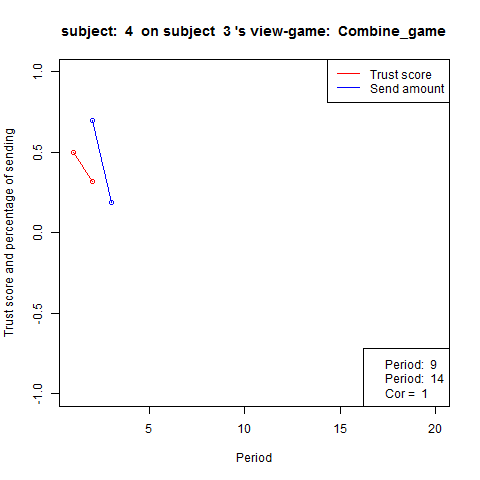 subject: 4 on subject 3 's view-game: Combine_game
Trust score
Send amount
1.0
0.5
0.0
-0.5
-1.0
Trust score and percentage of sending
Period: 9
Period: 14
Cor = 1
5
10
15
20
Period